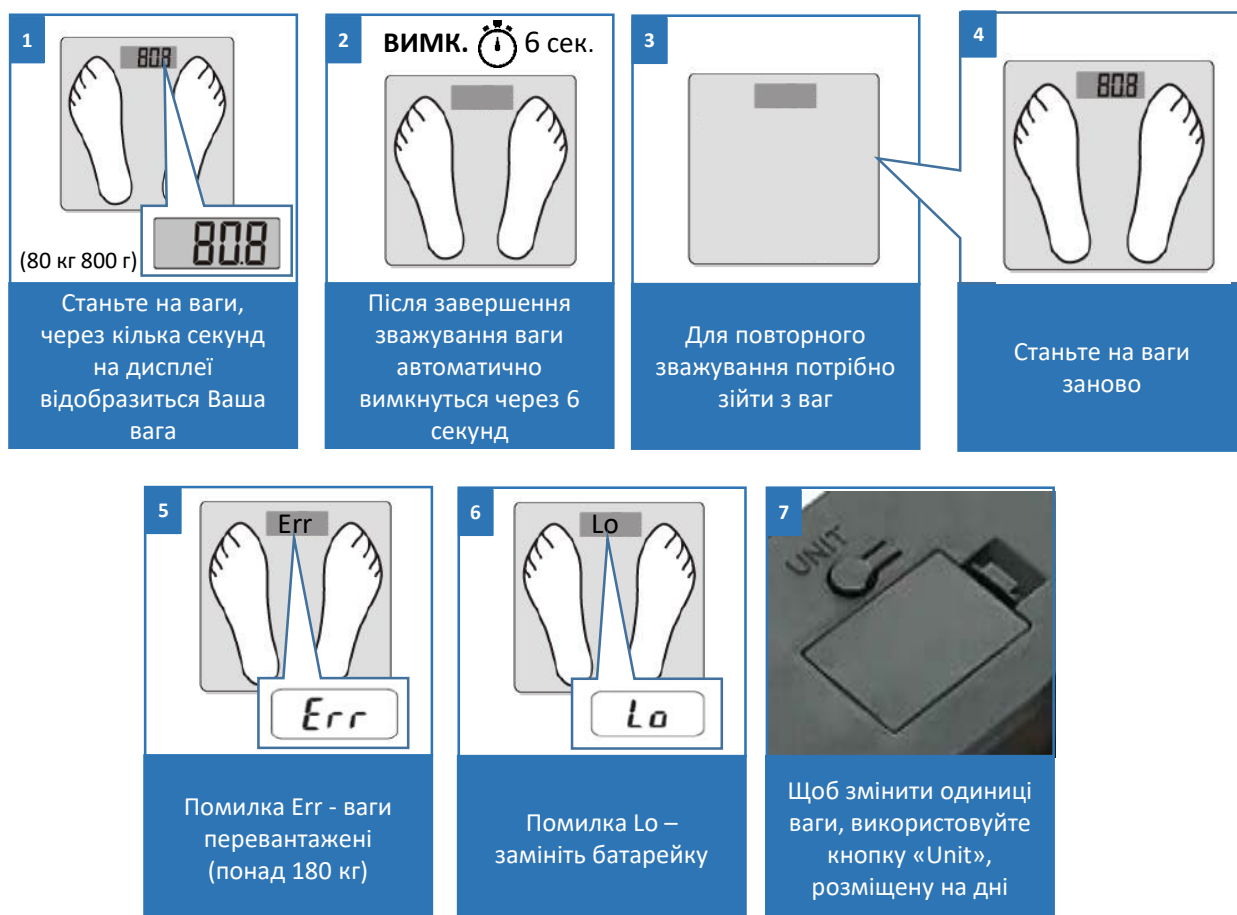 1
80.8
80.8
(80 кг 800 г)
Станьте на ваги,
через кілька секунд
на дисплеї
відобразиться Ваша
вага
2
ВИМК. 6 сек.
Після завершення
зважування ваги
автоматично
вимкнуться через 6
секунд
3
Для повторного
зважування потрібно
зійти з ваг
4
80.8
Станьте на ваги
заново
5
Err
Err
Помилка Err - ваги
перевантажені
(понад 180 кг)
6
Lo
Lo
Помилка Lo –
замініть батарейку
7
UNIT
Щоб змінити одиниці
ваги, використовуйте
кнопку «Unit»,
розміщену на дні